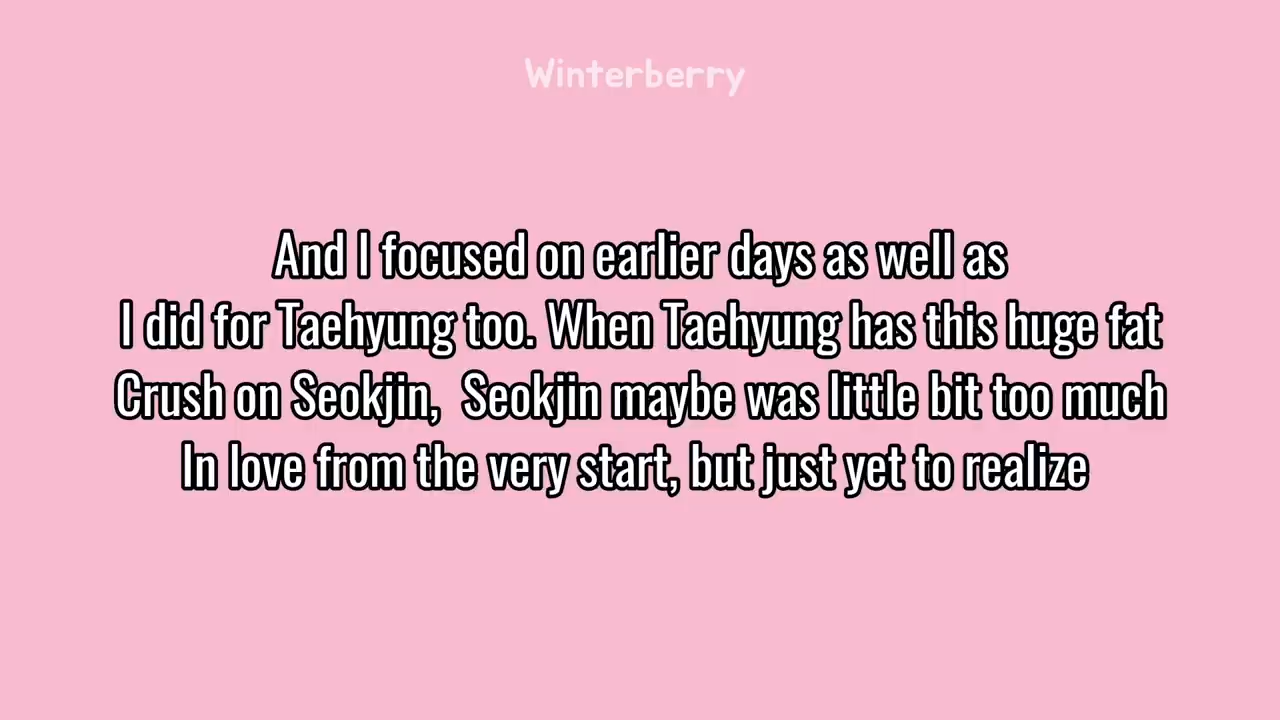 Winterberry
And I focused on earlier days as well as
I did for Taehyung too. When Taehyung has this huge fat
Crush on Seokjin,  Seokjin maybe was little bit too much
In love from the very start, but just yet to realize